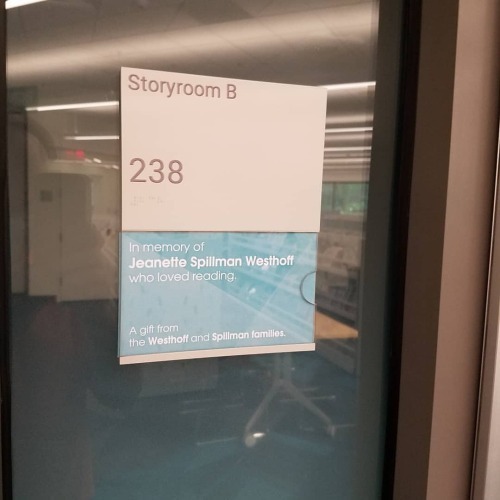 Storyroom B
238
In memory of
Jeanette Spillman Westhoff
who loved reading.
A gift from
the Westhoff and Spillman families.